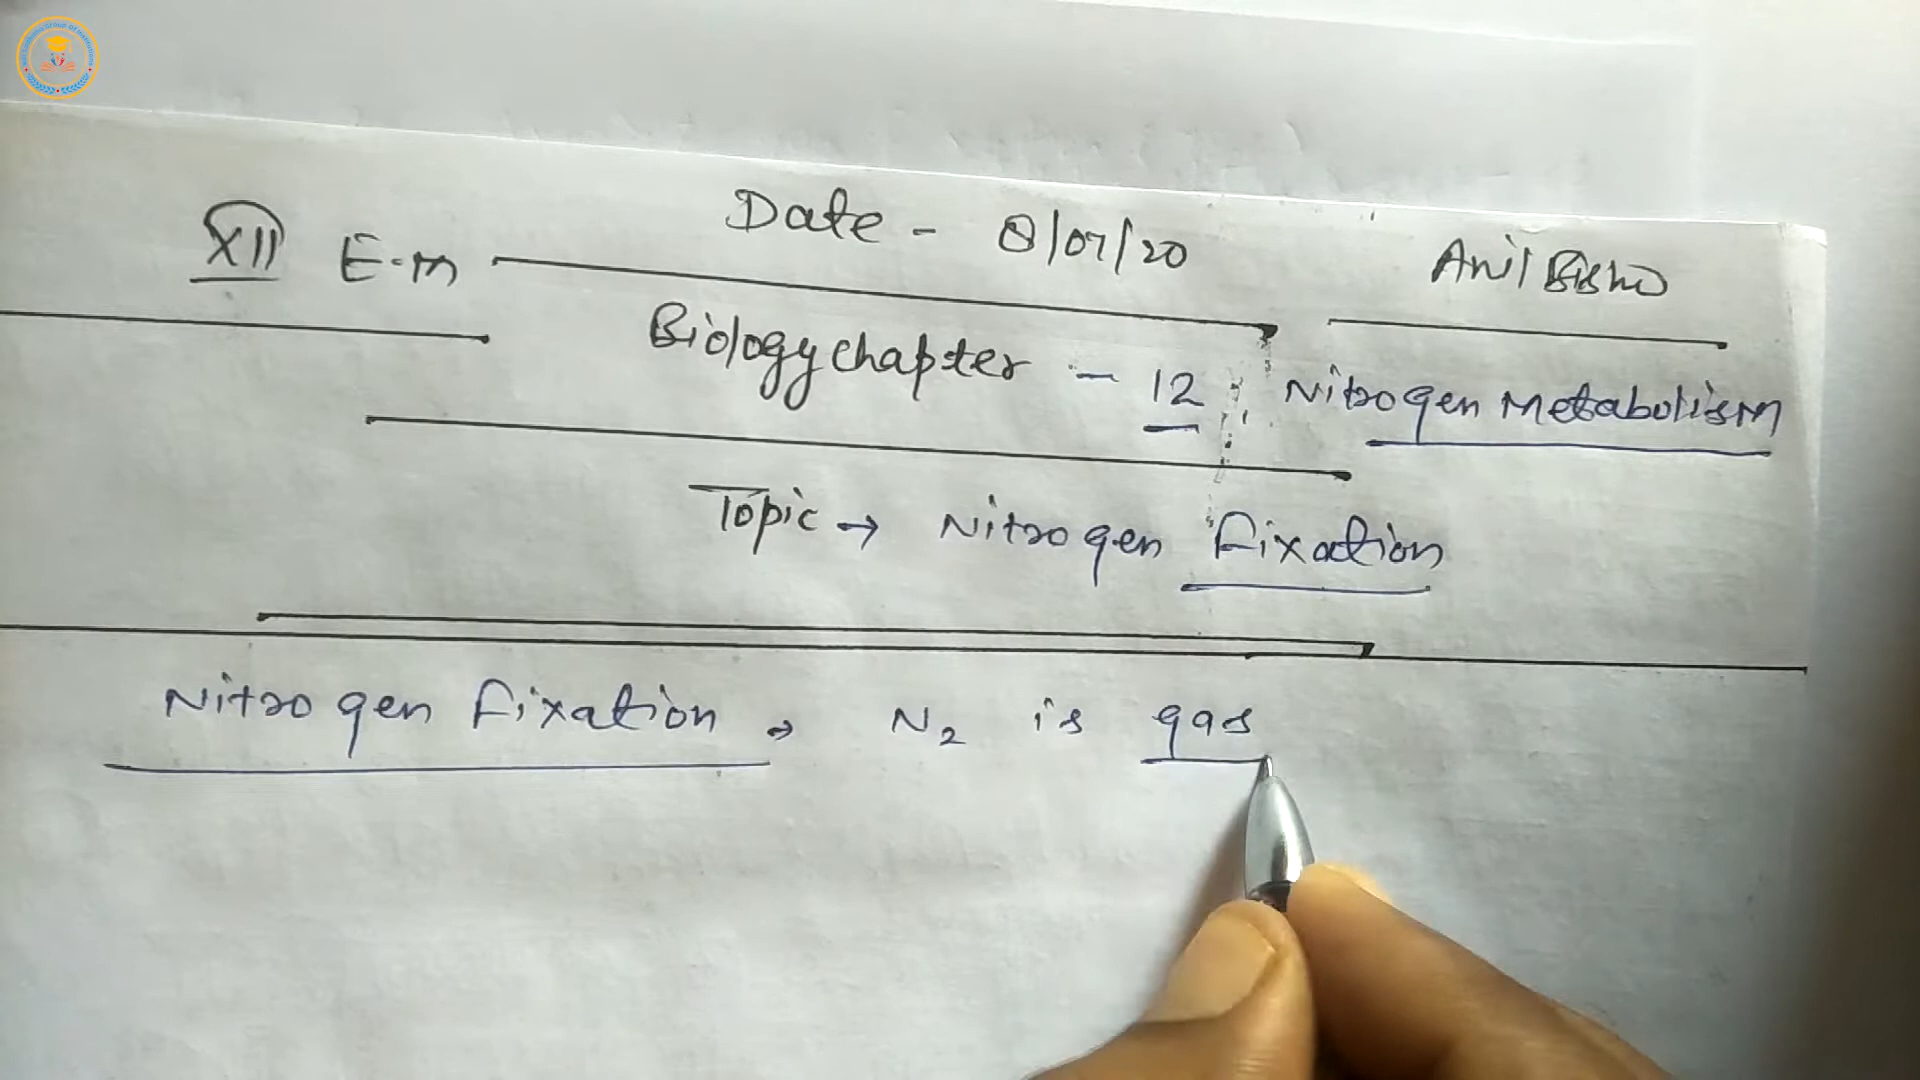 XII E.m Date - 8/07/20 Anil
Biology chapter - 12 Nitrogen Metabolism
Topic → Nitrogen Fixation
Nitrogen Fixation → N2 is gas